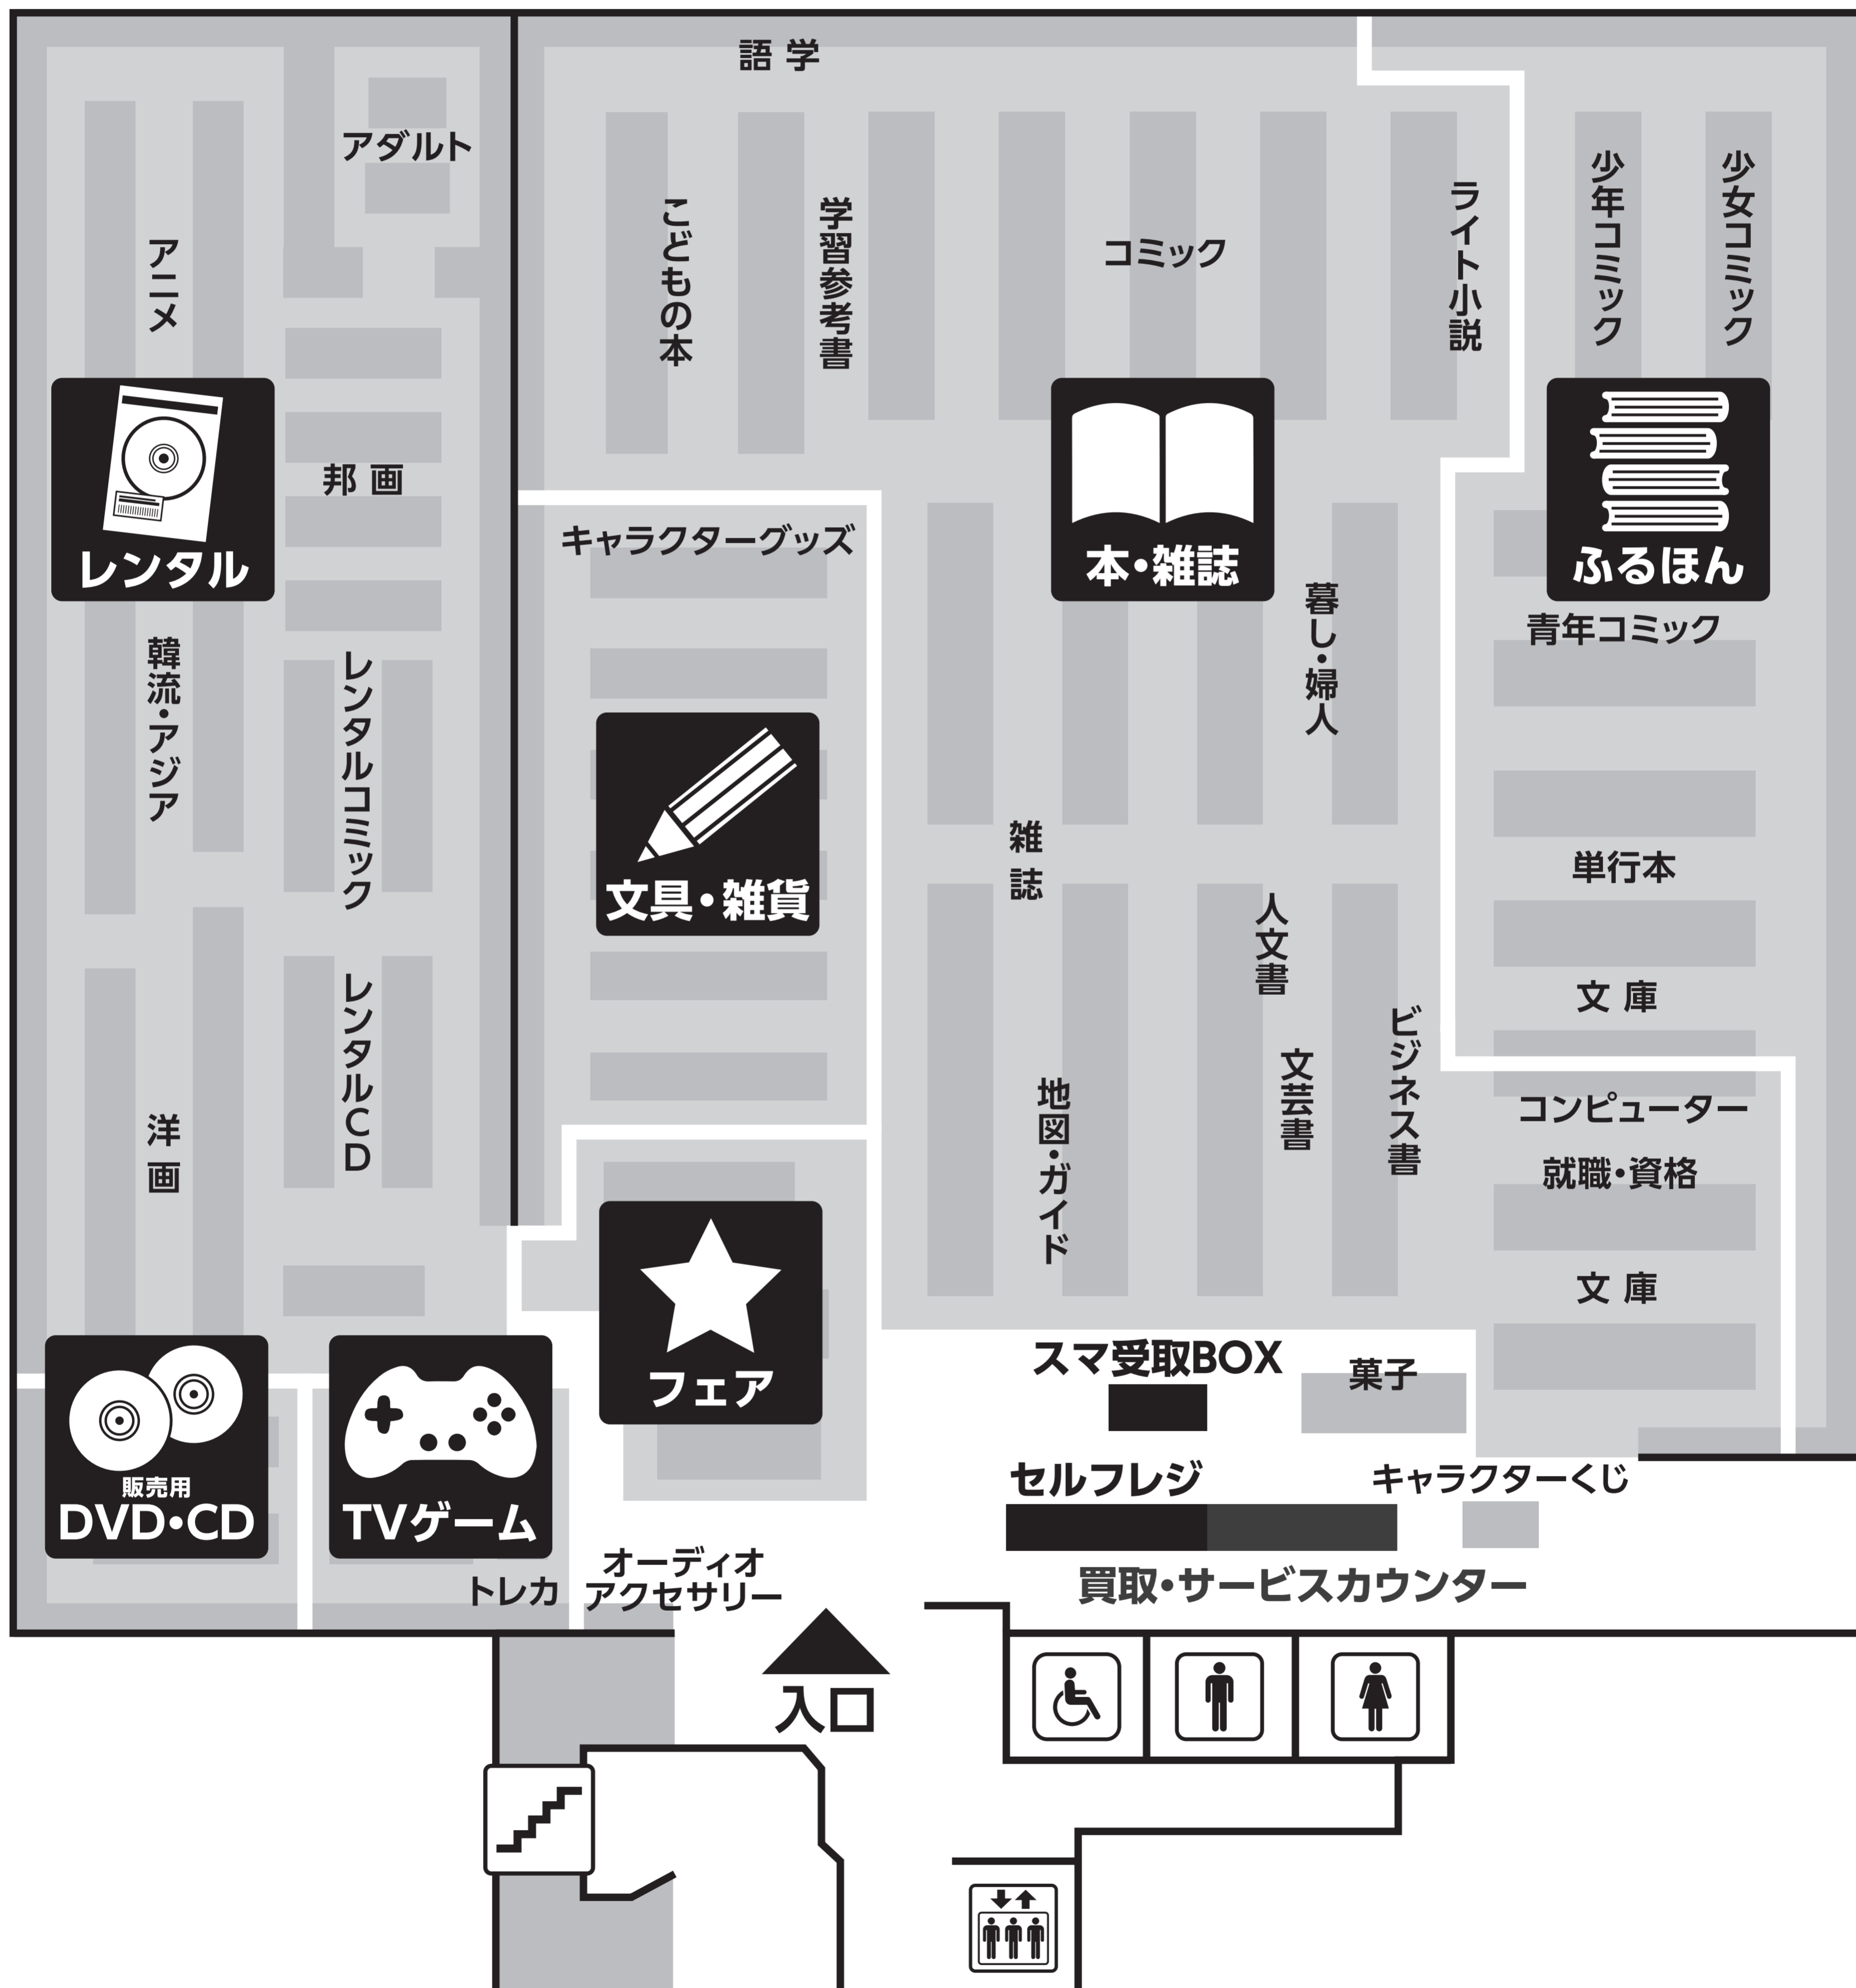 語学
アダルト
アニメ
こどもの本
学習参考書
コミック
ライト小説
少年コミック
少女コミック
レンタル
邦画
キャラクターグッズ
本・雑誌
ふるほん
韓流・アジア
レンタルコミック
暮し・婦人
青年コミック
文具・雑貨
雑誌
人文書
単行本
文庫
レンタルCD
洋画
地図・ガイド
文芸書
ビジネス書
コンピューター
就職・資格
文庫
フェア
スマ受取BOX
菓子
販売用
DVD・CD
TVゲーム
セルフレジ
キャラクターくじ
トレカ
オーディオ
アクセサリー
買取・サービスカウンター
入口